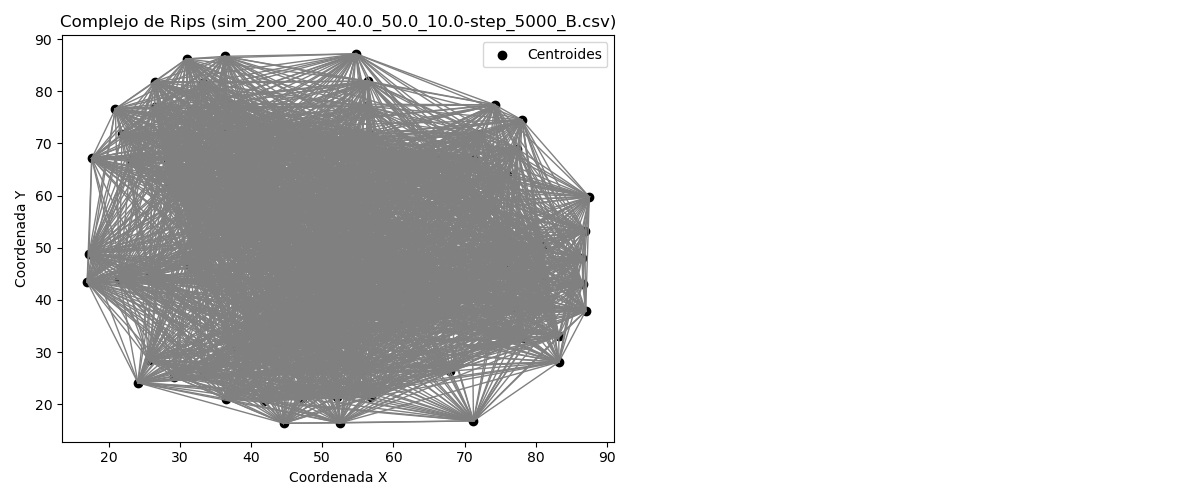 Complejo de Rips (sim_200_200_40.0_50.0_10.0-step_5000_B.csv)
Centroides
90
80
70
60
50
40
30
20
Coordenada Y
20 30 40 50 60 70 80 90
Coordenada X